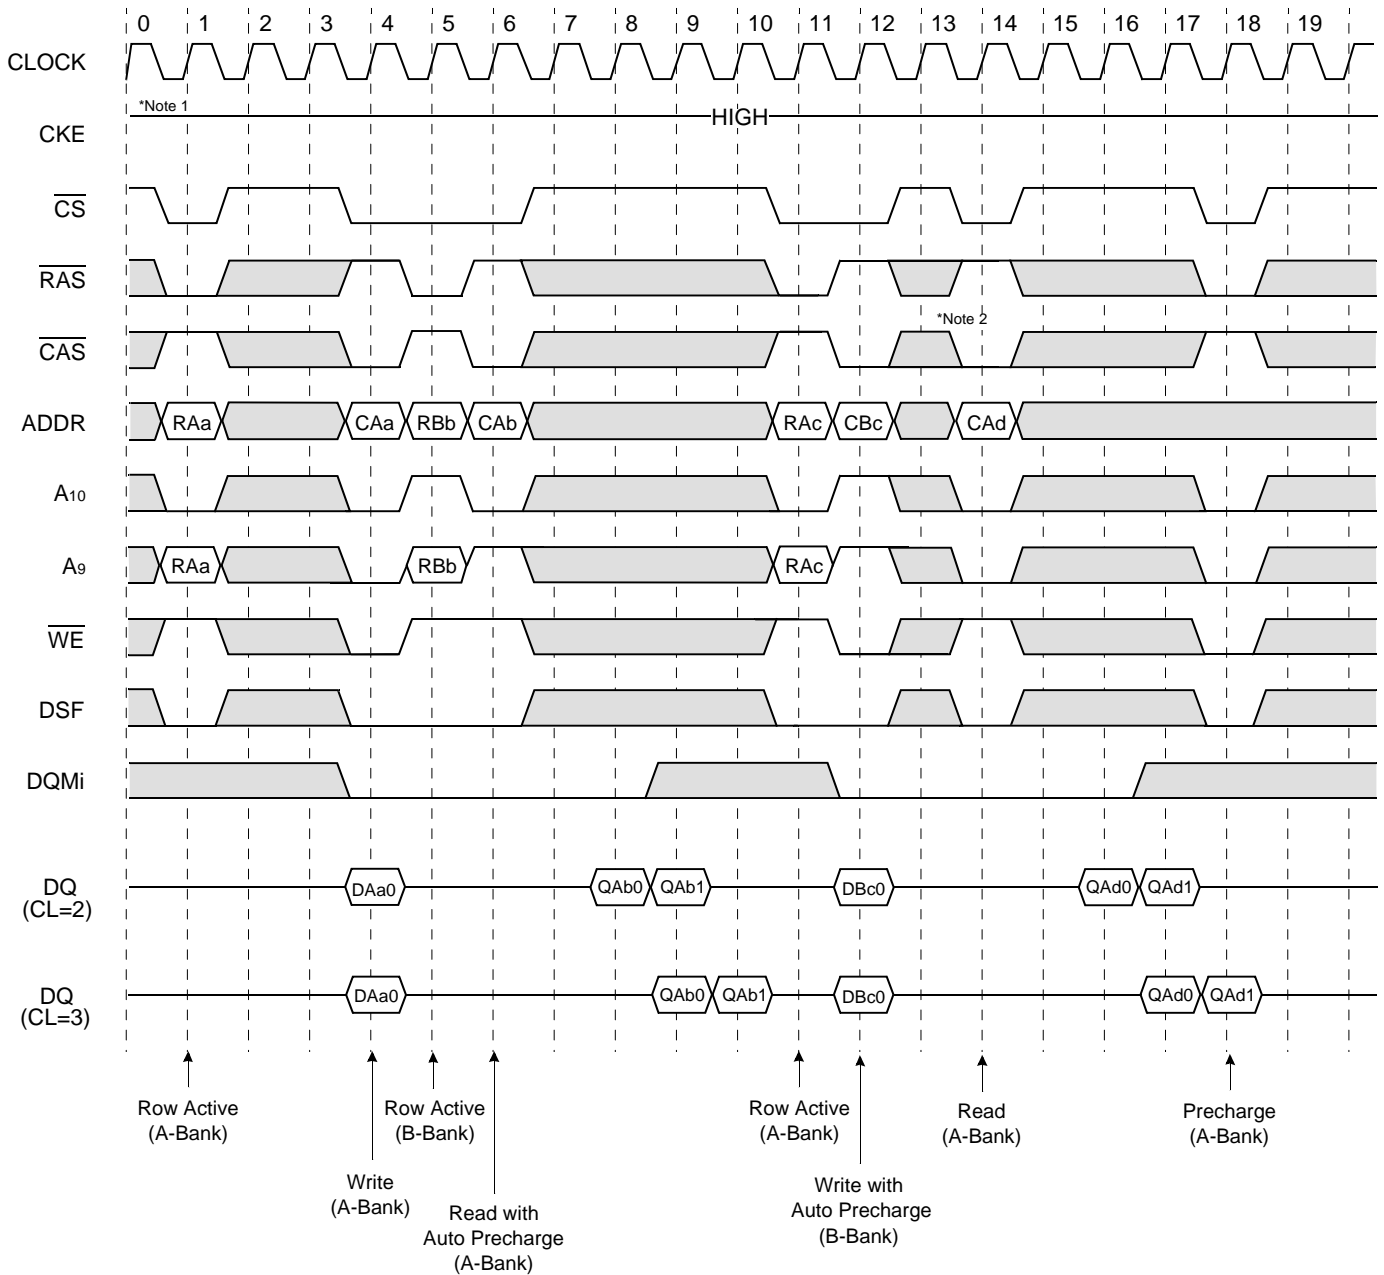 0 1 2 3 4 5 6 7 8 9 10 11 12 13 14 15 16 17 18 19
CLOCK
*Note 1
CKE
HIGH
CS
RAS
*Note 2
CAS
ADDR RAa CAa RBb CAb RAc CBc CAd
A10
A9 RAa RBb RAc
WE
DSF
DQMi
DQ
(CL=2)
DAa0 QAb0 QAb1 DBc0 QAd0 QAd1
DQ
(CL=3)
DAa0 QAb0 QAb1 DBc0 QAd0 QAd1
Row Active
(A-Bank)
Write
(A-Bank)
Row Active
(B-Bank)
Read with
Auto Precharge
(A-Bank)
Row Active
(A-Bank)
Write with
Auto Precharge
(B-Bank)
Read
(A-Bank)
Precharge
(A-Bank)